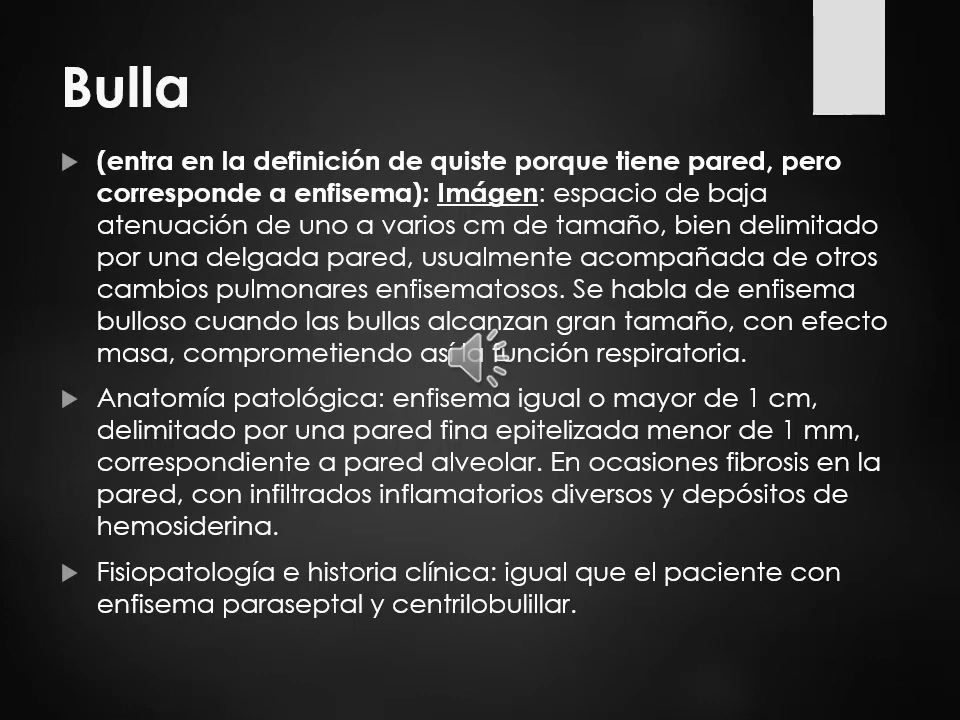 Bulla
(entra en la definición de quiste porque tiene pared, pero
corresponde a enfisema): Imágen: espacio de baja
atenuación de uno a varios cm de tamaño, bien delimitado
por una delgada pared, usualmente acompañada de otros
cambios pulmonares enfisematosos. Se habla de enfisema
bulloso cuando las bullas alcanzan gran tamaño, con efecto
masa, comprometiendo así la función respiratoria.
Anatomía patológica: enfisema igual o mayor de 1 cm,
delimitado por una pared fina epitelizada menor de 1 mm,
correspondiente a pared alveolar. En ocasiones fibrosis en la
pared, con infiltrados inflamatorios diversos y depósitos de
hemosiderina.
Fisiopatología e historia clínica: igual que el paciente con
enfisema paraseptal y centrilobulillar.